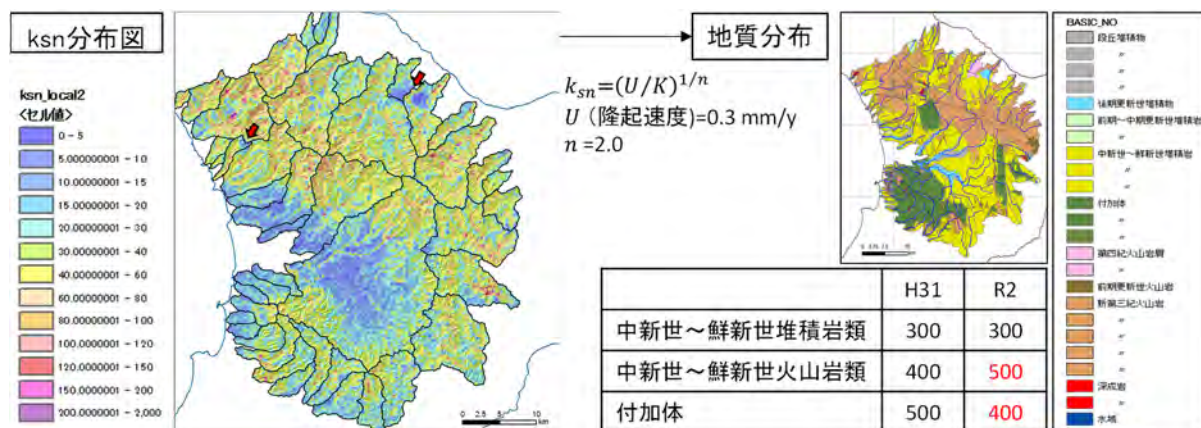 ksn分布図
地質分布
ksn_local2
<セル値>
0 - 5
5.00000001 - 10
10.00000001 - 15
15.00000001 - 20
20.00000001 - 30
30.00000001 - 40
40.00000001 - 60
60.00000001 - 80
80.00000001 - 100
100.0000001 - 120
120.0000001 - 150
150.0000001 - 200
200.0000001 - 2,000
0 2.5 5 10
km
k_sn=(U/K)^1/n
U (隆起速度)=0.3 mm/y
n =2.0
H31 R2
中新世～鮮新世堆積岩類 300 300
中新世～鮮新世火山岩類 400 500
付加体 500 400
BASIC_NO
段丘堆積物
〃
〃
〃
後期更新世堆積物
前期～中期更新世堆積岩
〃
中新世～鮮新世堆積岩
〃
〃
付加体
〃
〃
第四紀火山岩屑
〃
前期更新世火山岩
新第三紀火山岩
〃
〃
〃
〃
深成岩
〃
水域